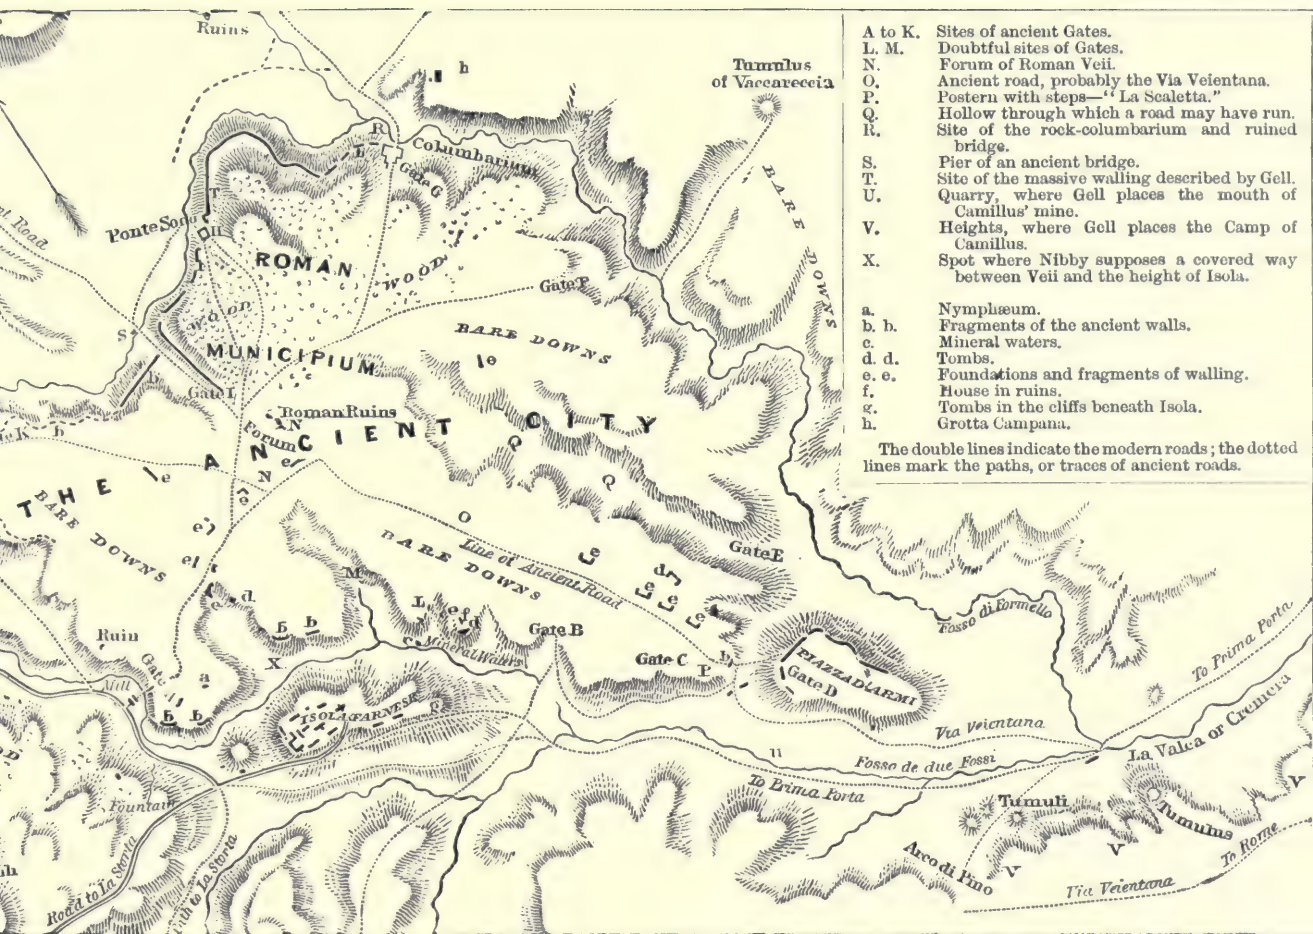 Ruins
h
Tumulus
of Vaccareccia
R
Columbarium
Gate G
T
Ponte Sodo
H
ROMAN
WOOD
WOOD
Gate F
BARE DOWNS
BARE DOWNS
S
MUNICIPIUM
e
b
Gate I
Roman Ruins
N
Forum
N
K b
THE ANCIENT CITY
Q
Q
e
e
e
e
e
BARE DOWNS
O
Line of Ancient Road
BARE DOWNS
Gate E
e
d
e
e
e
M
e
d
b
b
L
e
d
c
Mineral Waters
Gate B
Gate C
P
b
PIAZZA D'ARMI
Gate D
Fosso di Formello
To Prima Porta
Ruin
X
Gate A
a
Mill
b
b
ISOLA FARNESE
g
Via Veientana
U
Fosso de due Fossi
La Valca or Cremera
To Prima Porta
Fountain
Tumuli
Tumulus
V
V
V
Arco di Pino
To Rome
Via Veientana
Road to La Storta
to La Storta
A to K. Sites of ancient Gates.
L. M. Doubtful sites of Gates.
N. Forum of Roman Veii.
O. Ancient road, probably the Via Veientana.
P. Postern with steps—"La Scaletta."
Q. Hollow through which a road may have run.
R. Site of the rock-columbarium and ruined
bridge.
S. Pier of an ancient bridge.
T. Site of the massive walling described by Gell.
U. Quarry, where Gell places the mouth of
Camillus' mine.
V. Heights, where Gell places the Camp of
Camillus.
X. Spot where Nibby supposes a covered way
between Veii and the height of Isola.
a. Nymphæum.
b. b. Fragments of the ancient walls.
c. Mineral waters.
d. d. Tombs.
e. e. Foundations and fragments of walling.
f. House in ruins.
g. Tombs in the cliffs beneath Isola.
h. Grotta Campana.
The double lines indicate the modern roads; the dotted
lines mark the paths, or traces of ancient roads.